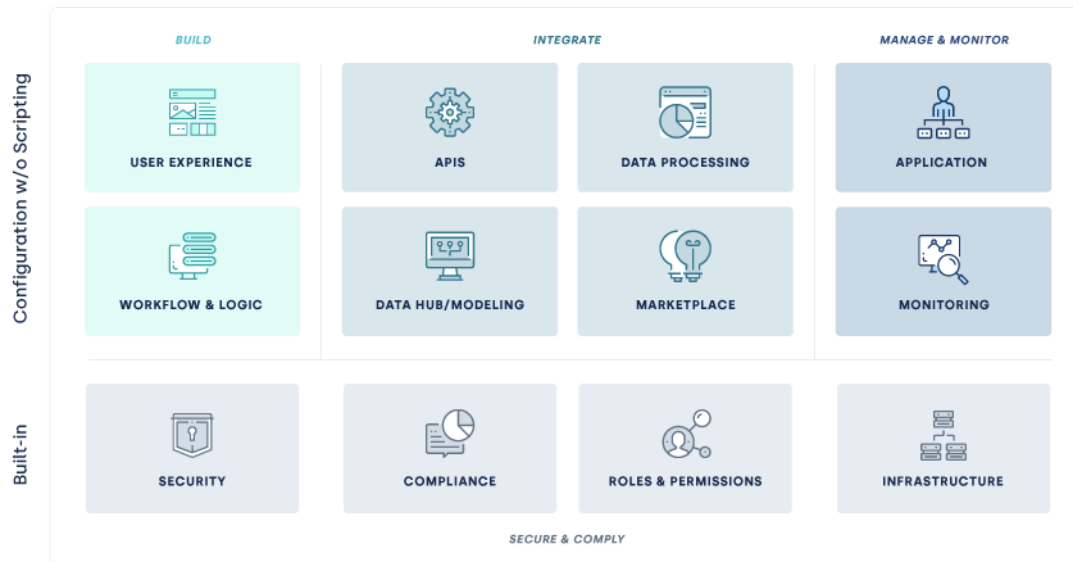 BUILD
INTEGRATE
MANAGE & MONITOR
Configuration w/o Scripting
USER EXPERIENCE
APIS
DATA PROCESSING
APPLICATION
WORKFLOW & LOGIC
DATA HUB/MODELING
MARKETPLACE
MONITORING
Built-in
SECURITY
COMPLIANCE
ROLES & PERMISSIONS
INFRASTRUCTURE
SECURE & COMPLY